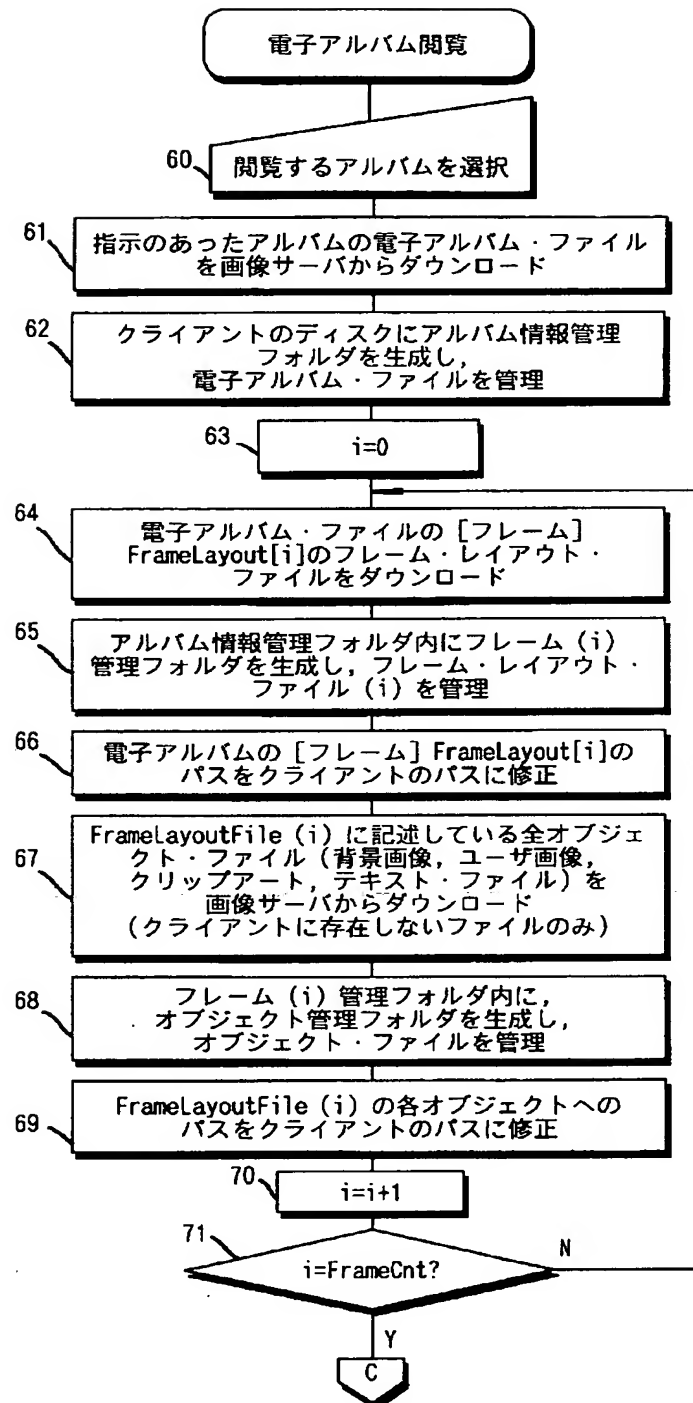 電子アルバム閲覧
60
閲覧するアルバムを選択
61
指示のあったアルバムの電子アルバム・ファイル
を画像サーバからダウンロード
62
クライアントのディスクにアルバム情報管理
フォルダを生成し，
電子アルバム・ファイルを管理
63
i=0
64
電子アルバム・ファイルの［フレーム］
FrameLayout[i]のフレーム・レイアウト・
ファイルをダウンロード
65
アルバム情報管理フォルダ内にフレーム（i）
管理フォルダを生成し，フレーム・レイアウト・
ファイル（i）を管理
66
電子アルバムの［フレーム］FrameLayout[i]の
パスをクライアントのパスに修正
67
FrameLayoutFile（i）に記述している全オブジェ
クト・ファイル（背景画像，ユーザ画像，
クリップアート，テキスト・ファイル）を
画像サーバからダウンロード
（クライアントに存在しないファイルのみ）
68
フレーム（i）管理フォルダ内に，
オブジェクト管理フォルダを生成し，
オブジェクト・ファイルを管理
69
FrameLayoutFile（i）の各オブジェクトへの
パスをクライアントのパスに修正
70
i=i+1
71
i=FrameCnt?
N
Y
C